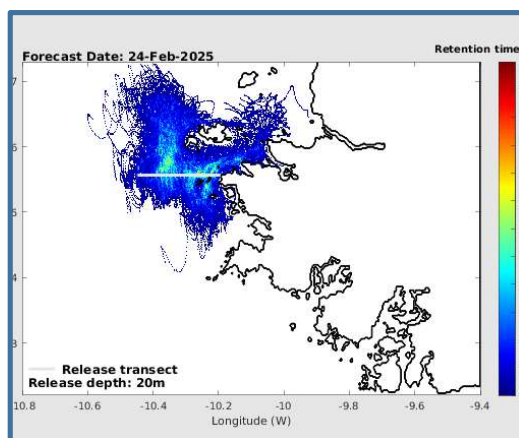 Forecast Date: 24-Feb-2025
Retention time
.7
.6
.5
.4
.3
Release transect
Release depth: 20m
10.8
-10.6
-10.4
-10.2
-10
-9.8
-9.6
-9.4
Longitude (W)